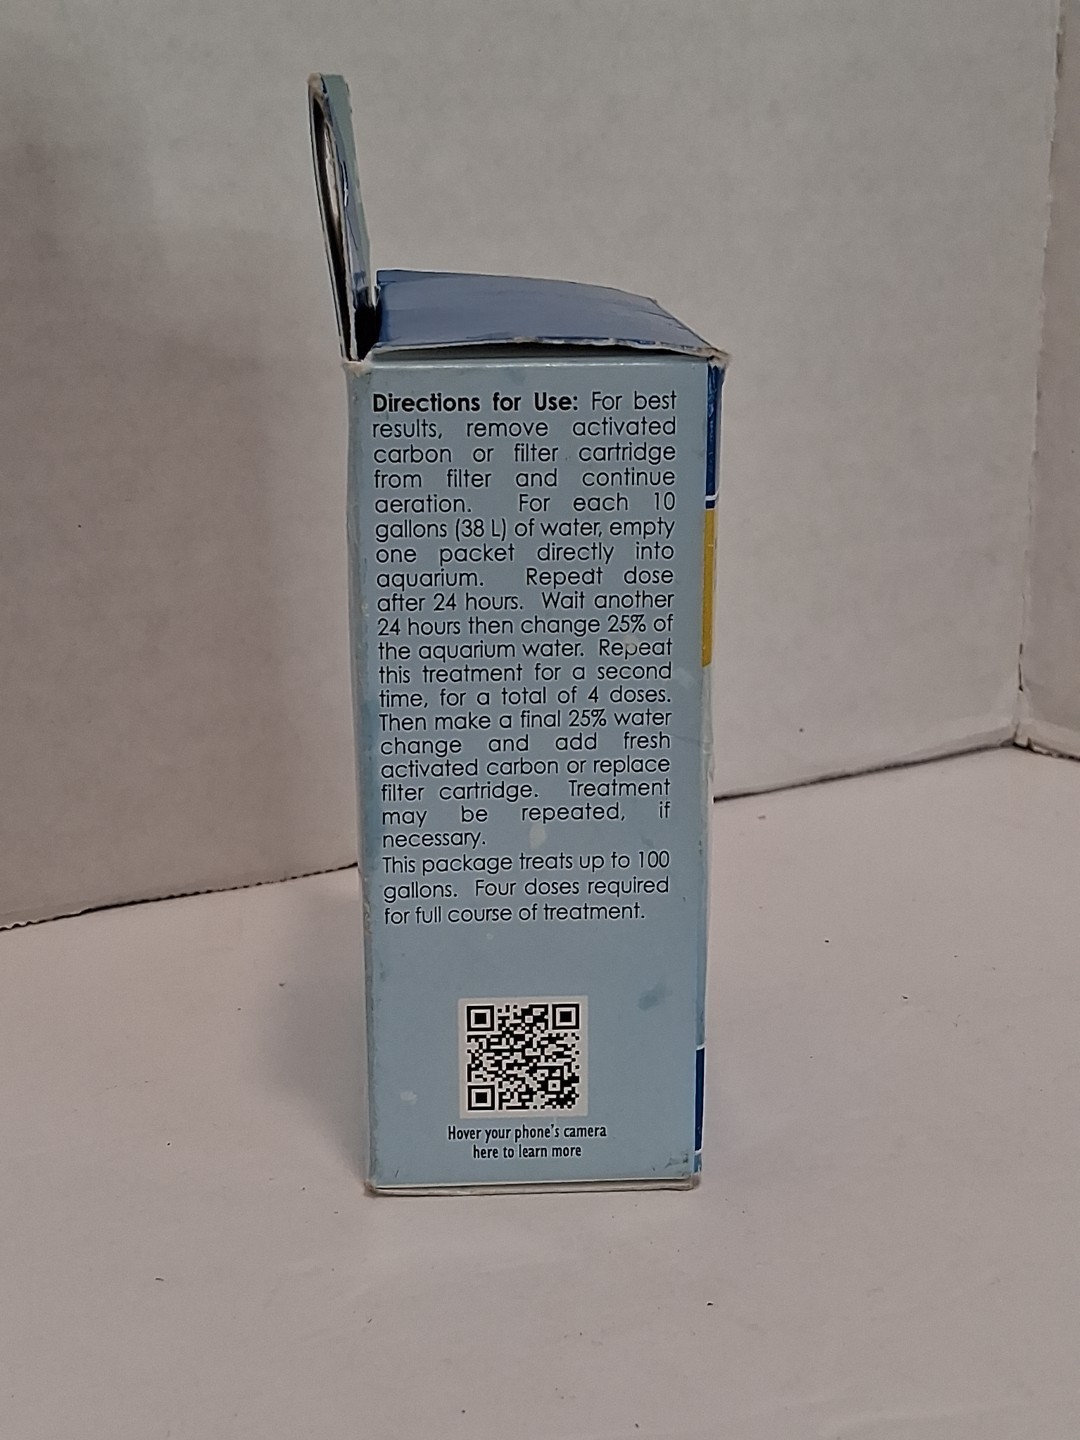 Directions for Use: For best
results, remove activated
carbon or filter cartridge
from filter and continue
aeration. For each 10
gallons (38 L) of water, empty
one packet directly into
aquarium. Repeat dose
after 24 hours. Wait another
24 hours then change 25% of
the aquarium water. Repeat
this treatment for a second
time, for a total of 4 doses.
Then make a final 25% water
change and add fresh
activated carbon or replace
filter cartridge. Treatment
may be repeated, if
necessary.
This package treats up to 100
gallons. Four doses required
for full course of treatment.
Hover your phone's camera
here to learn more